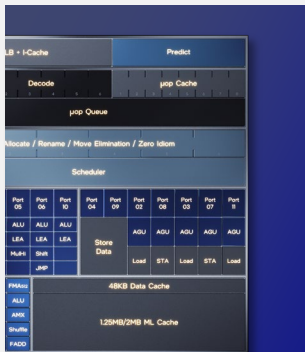 LB + I-Cache
Predict
Decode
μop Cache
μop Queue
Allocate / Rename / Move Elimination / Zero Idiom
Scheduler
Port 05
Port 06
Port 10
Port 04
Port 09
Port 02
Port 08
Port 03
Port 07
Port 11
ALU ALU ALU
LEA LEA LEA
MulHi Shift
JMP
Store
Data
AGU AGU AGU AGU
Load STA Load STA Load
FMA512
ALU
AMX
Shuffle
FADD
48KB Data Cache
1.25MB/2MB ML Cache